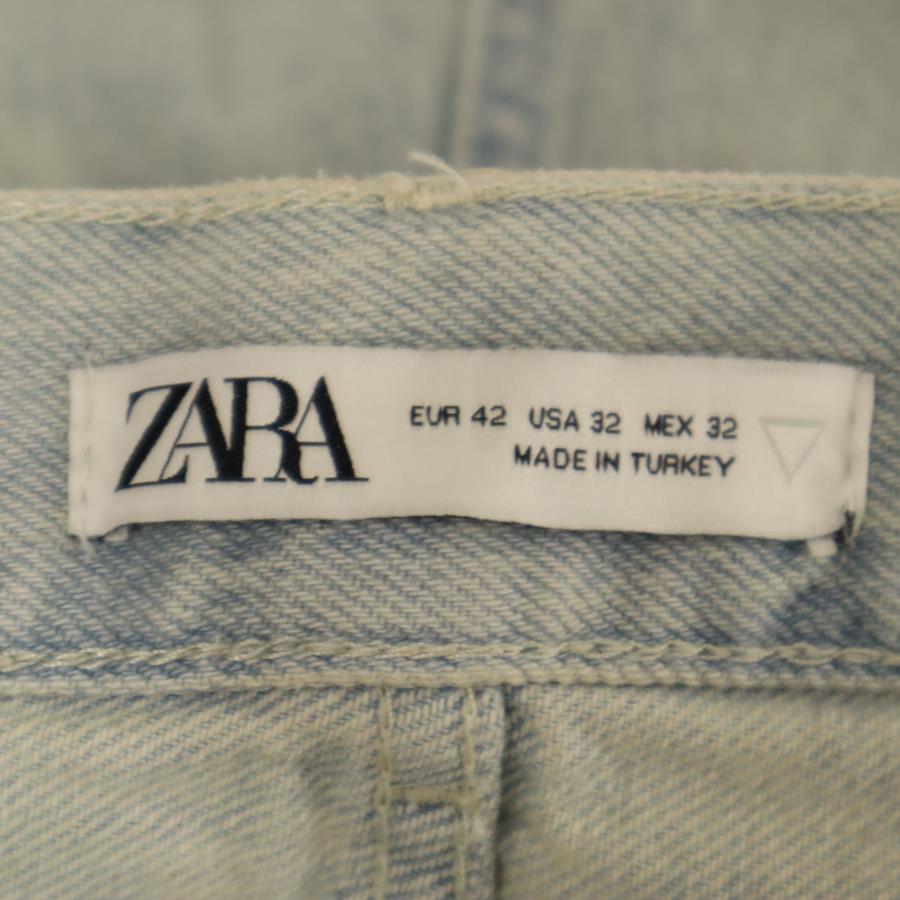 ZARA
EUR 42 USA 32 MEX 32
MADE IN TURKEY